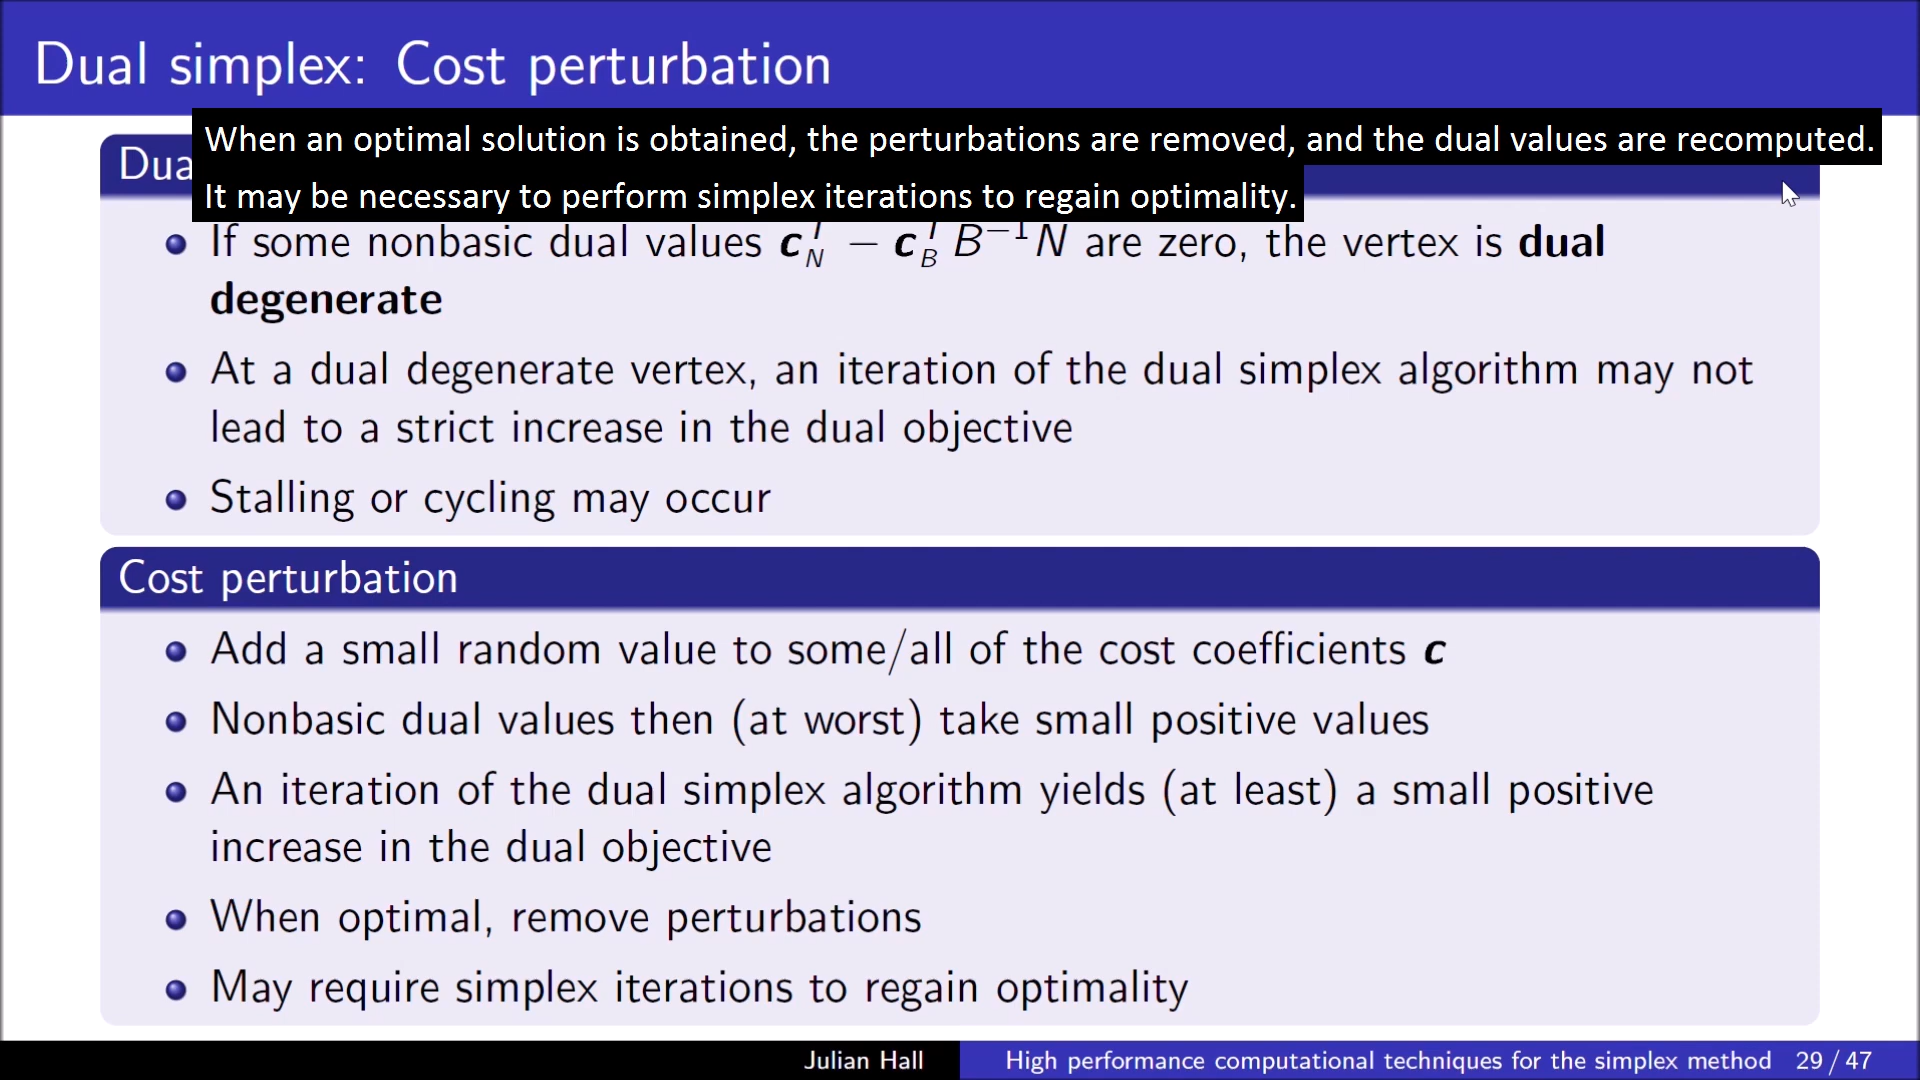 Dual simplex: Cost perturbation
When an optimal solution is obtained, the perturbations are removed, and the dual values are recomputed.
It may be necessary to perform simplex iterations to regain optimality.
If some nonbasic dual values c_N^T − c_B^T B⁻¹N are zero, the vertex is dual
degenerate
At a dual degenerate vertex, an iteration of the dual simplex algorithm may not
lead to a strict increase in the dual objective
Stalling or cycling may occur
Cost perturbation
Add a small random value to some/all of the cost coefficients c
Nonbasic dual values then (at worst) take small positive values
An iteration of the dual simplex algorithm yields (at least) a small positive
increase in the dual objective
When optimal, remove perturbations
May require simplex iterations to regain optimality
Julian Hall
High performance computational techniques for the simplex method 29 / 47